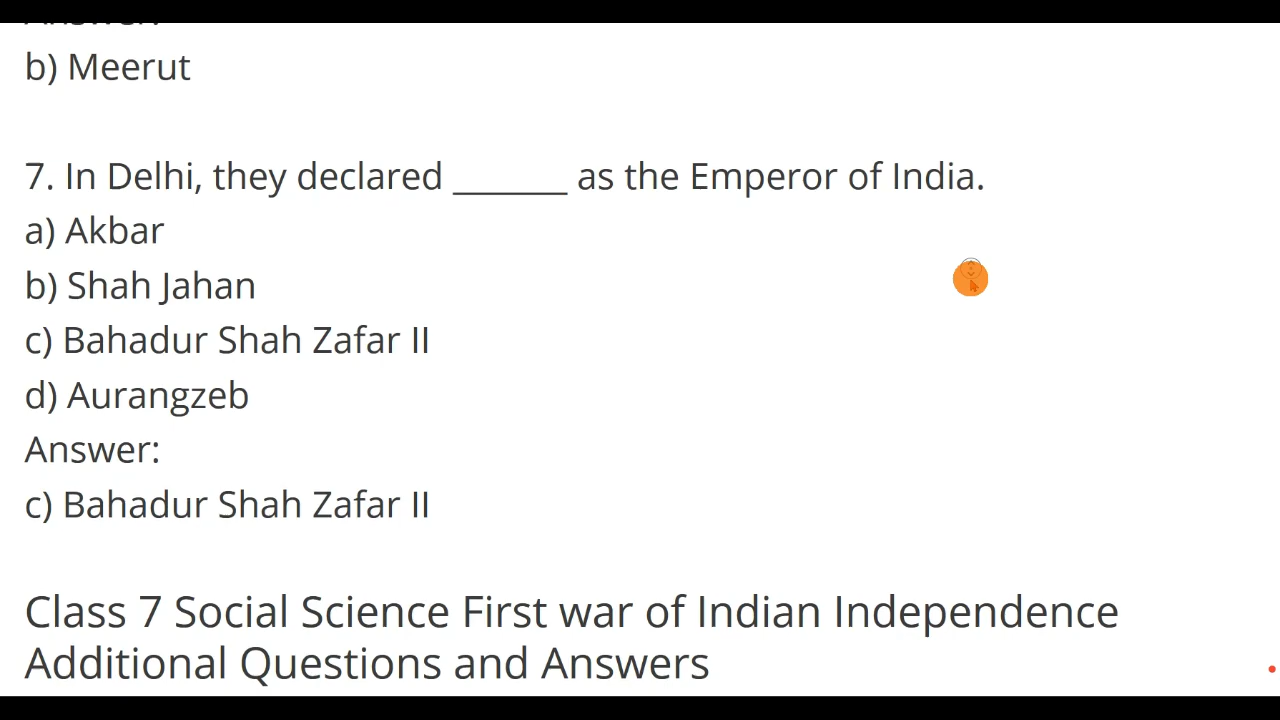 b) Meerut
7. In Delhi, they declared ______ as the Emperor of India.
a) Akbar
b) Shah Jahan
c) Bahadur Shah Zafar II
d) Aurangzeb
Answer:
c) Bahadur Shah Zafar II
Class 7 Social Science First war of Indian Independence
Additional Questions and Answers